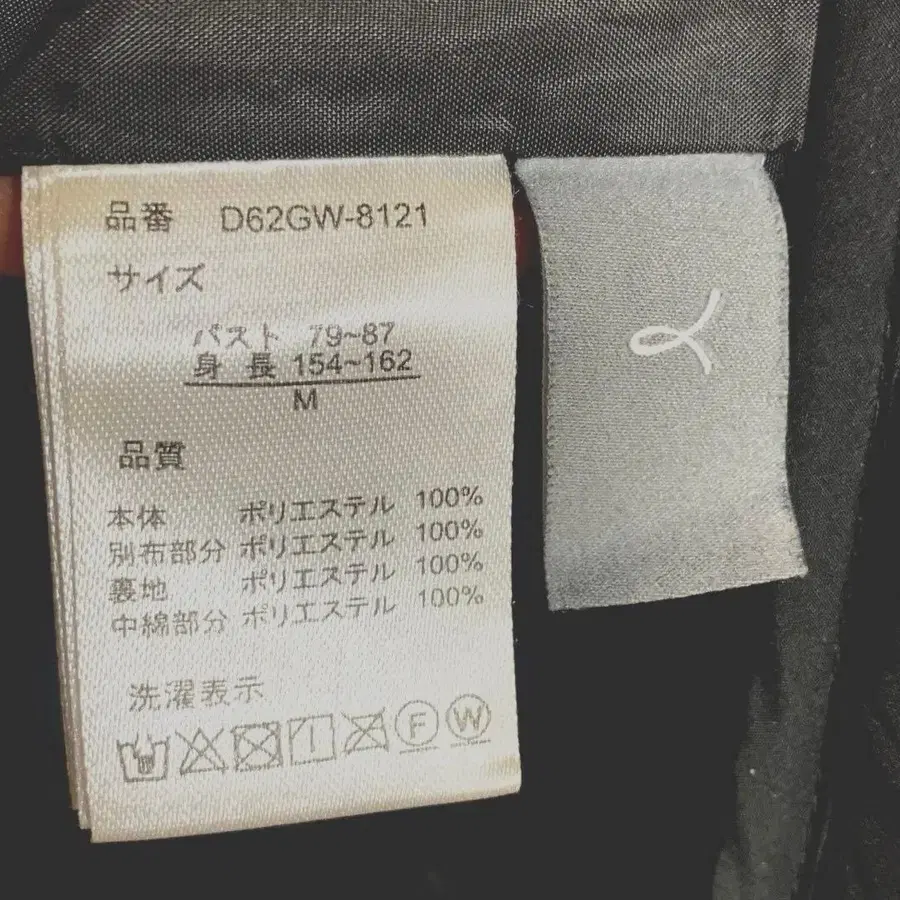 品番 D62GW-8121
サイズ
バスト 79~87
身 長 154~162
M
品質
本体 ポリエステル 100%
別布部分 ポリエステル 100%
裏地 ポリエステル 100%
中綿部分 ポリエステル 100%
洗濯表示
F W